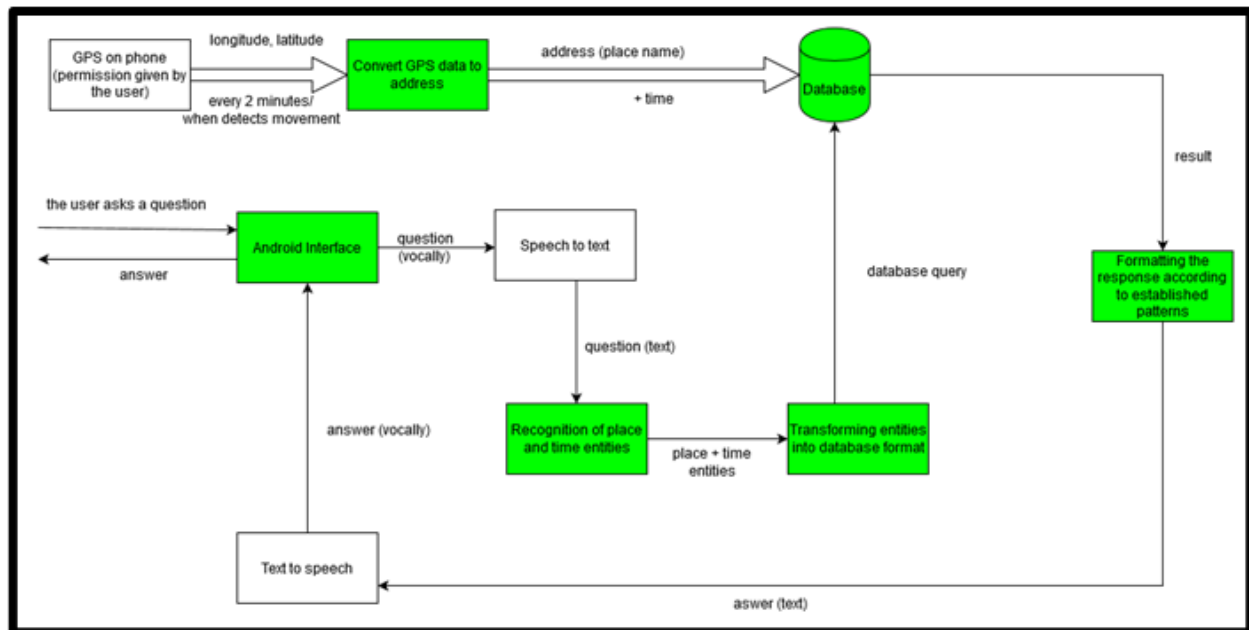 longitude, latitude
GPS on phone
(permission given by
the user)
every 2 minutes/
when detects movement
Convert GPS data to
address
address (place name)
+ time
Database
result
the user asks a question
answer
Android Interface
question
(vocally)
Speech to text
database query
Formatting the
response according
to established
patterns
question (text)
answer (vocally)
Recognition of place
and time entities
place + time
entities
Transforming entities
into database format
Text to speech
aswer (text)